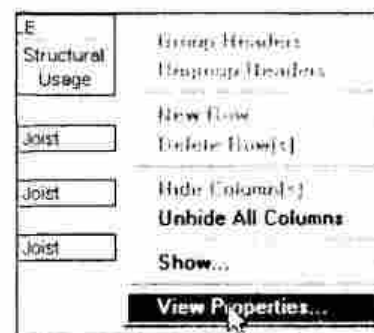 E
Structural
Usage
Joist
Joist
Joist
Group Headers
Ungroup Headers
New Row
Delete Row(s)
Hide Column(s)
Unhide All Columns
Show...
View Properties...